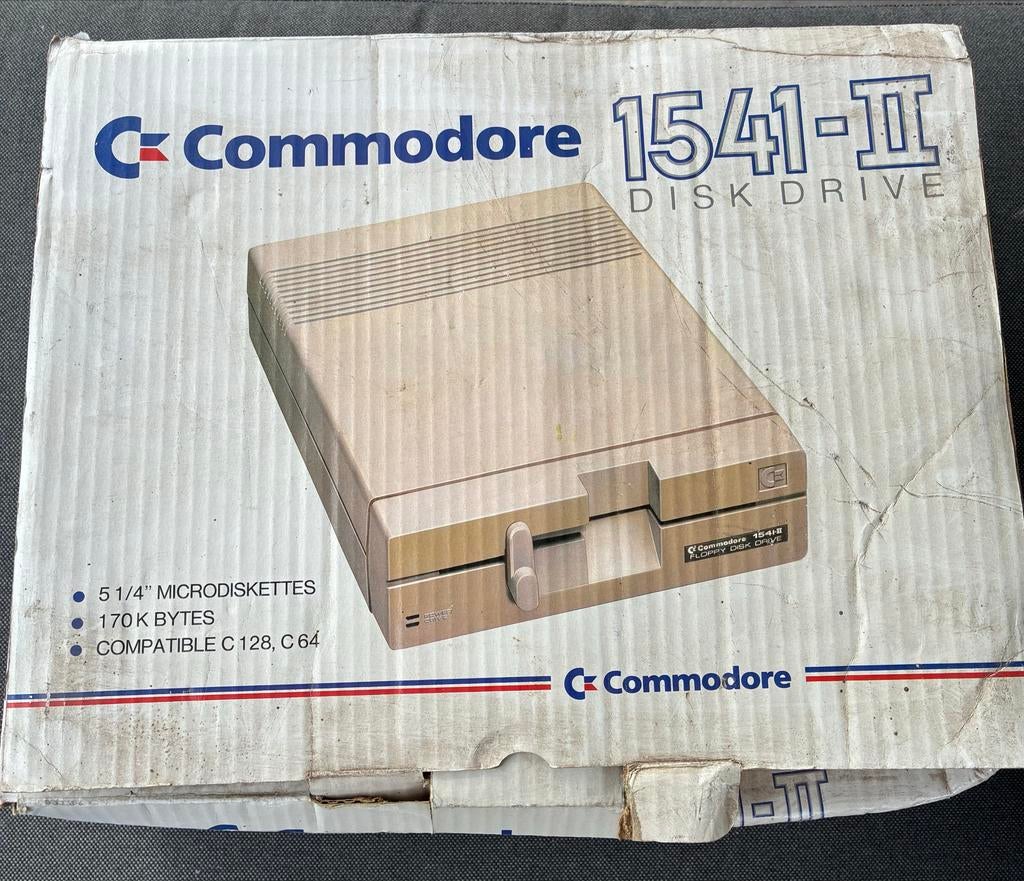 Commodore
1541-II
DISK DRIVE
Commodore 1541-II
FLOPPY DISK DRIVE
POWER
DRIVE
• 5 1/4” MICRODISKETTES
• 170 K BYTES
• COMPATIBLE C 128, C 64
Commodore
-II